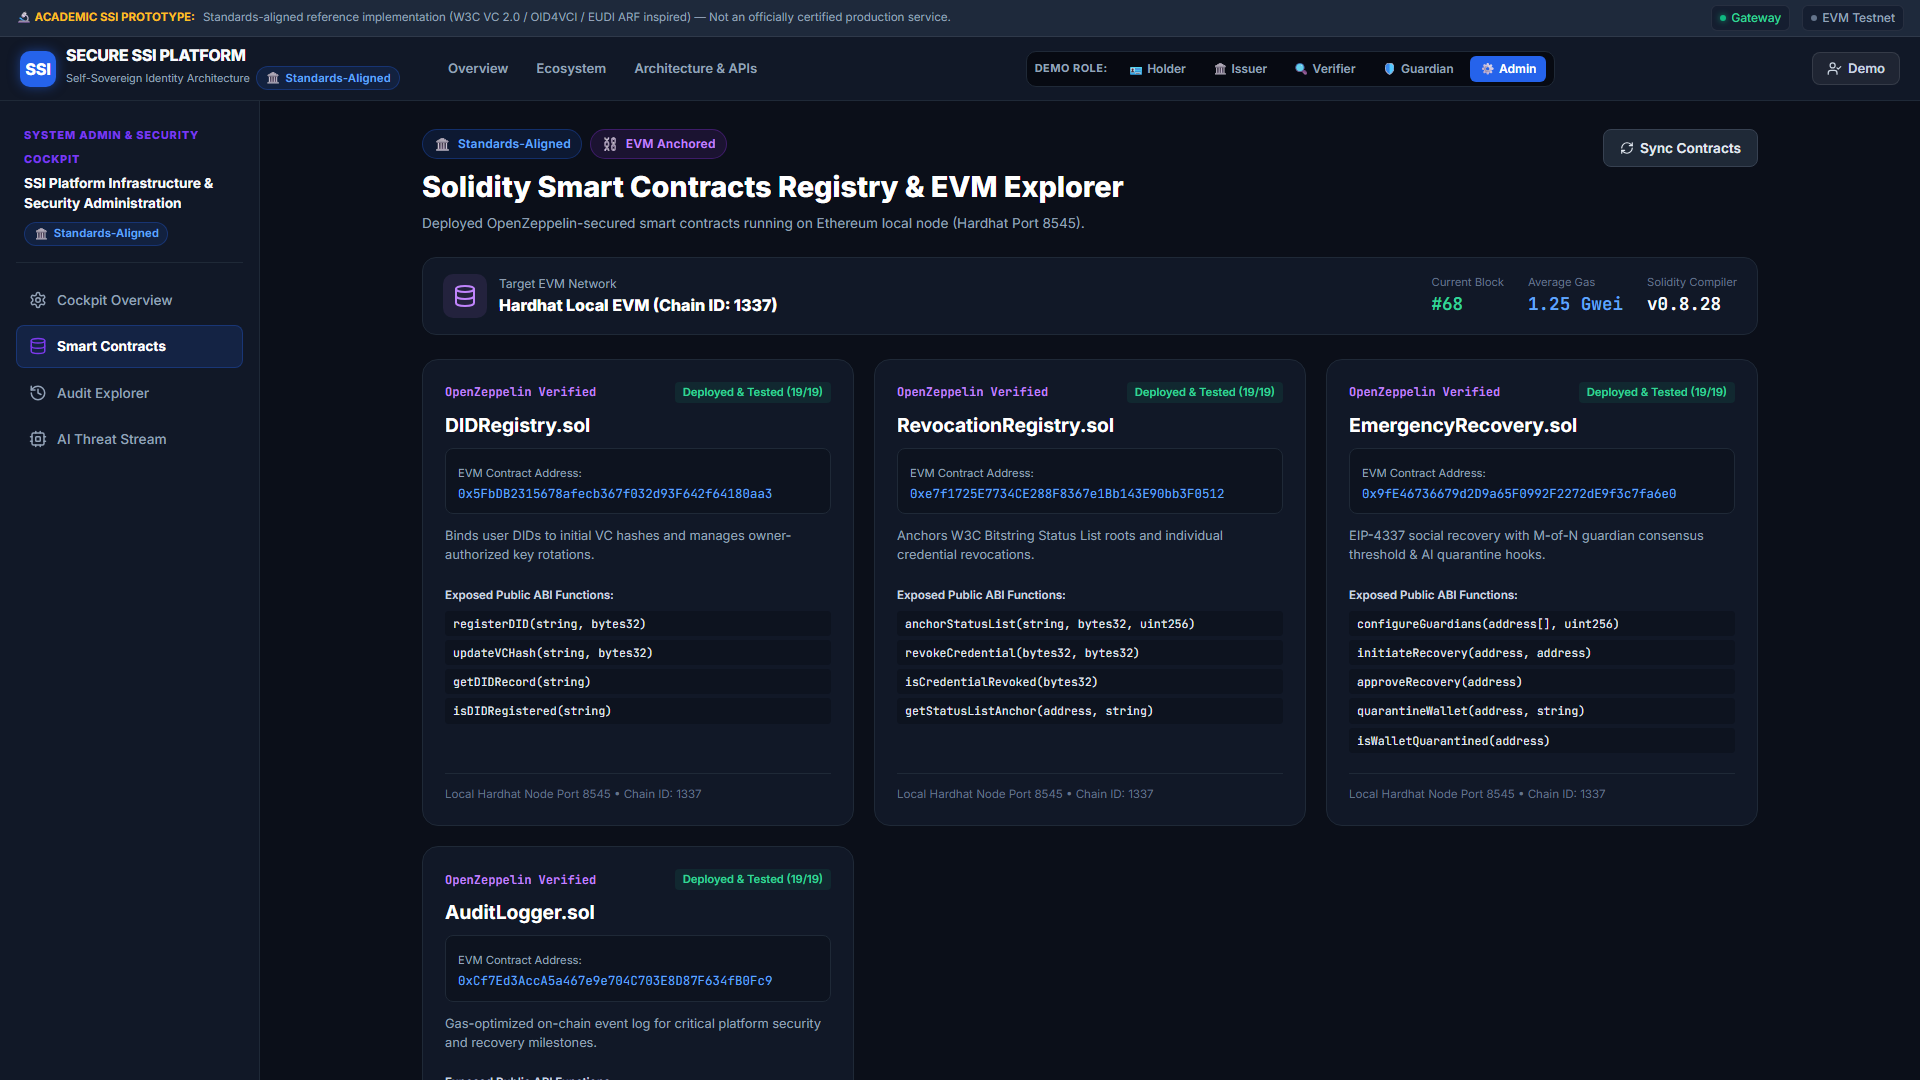 ACADEMIC SSI PROTOTYPE: Standards-aligned reference implementation (W3C VC 2.0 / OID4VCI / EUDI ARF inspired) — Not an officially certified production service.
Gateway
EVM Testnet
SSI
SECURE SSI PLATFORM
Self-Sovereign Identity Architecture
Standards-Aligned
Overview
Ecosystem
Architecture & APIs
DEMO ROLE:
Holder
Issuer
Verifier
Guardian
Admin
Demo
SYSTEM ADMIN & SECURITY
COCKPIT
SSI Platform Infrastructure &
Security Administration
Standards-Aligned
Cockpit Overview
Smart Contracts
Audit Explorer
AI Threat Stream
Standards-Aligned
EVM Anchored
Sync Contracts
Solidity Smart Contracts Registry & EVM Explorer
Deployed OpenZeppelin-secured smart contracts running on Ethereum local node (Hardhat Port 8545).
Target EVM Network
Hardhat Local EVM (Chain ID: 1337)
Current Block
#68
Average Gas
1.25 Gwei
Solidity Compiler
v0.8.28
OpenZeppelin Verified
Deployed & Tested (19/19)
DIDRegistry.sol
EVM Contract Address:
0x5FbDB2315678afecb367f032d93F642f64180aa3
Binds user DIDs to initial VC hashes and manages owner-
authorized key rotations.
Exposed Public ABI Functions:
registerDID(string, bytes32)
updateVCHash(string, bytes32)
getDIDRecord(string)
isDIDRegistered(string)
Local Hardhat Node Port 8545 • Chain ID: 1337
OpenZeppelin Verified
Deployed & Tested (19/19)
RevocationRegistry.sol
EVM Contract Address:
0xe7f1725E7734CE288F8367e1Bb143E90bb3F0512
Anchors W3C Bitstring Status List roots and individual
credential revocations.
Exposed Public ABI Functions:
anchorStatusList(string, bytes32, uint256)
revokeCredential(bytes32, bytes32)
isCredentialRevoked(bytes32)
getStatusListAnchor(address, string)
Local Hardhat Node Port 8545 • Chain ID: 1337
OpenZeppelin Verified
Deployed & Tested (19/19)
EmergencyRecovery.sol
EVM Contract Address:
0x9fE46736679d2D9a65F0992F2272dE9f3c7fa6e0
EIP-4337 social recovery with M-of-N guardian consensus
threshold & AI quarantine hooks.
Exposed Public ABI Functions:
configureGuardians(address[], uint256)
initiateRecovery(address, address)
approveRecovery(address)
quarantineWallet(address, string)
isWalletQuarantined(address)
Local Hardhat Node Port 8545 • Chain ID: 1337
OpenZeppelin Verified
Deployed & Tested (19/19)
AuditLogger.sol
EVM Contract Address:
0xCf7Ed3AccA5a467e9e704C703E8D87F634fB0Fc9
Gas-optimized on-chain event log for critical platform security
and recovery milestones.
Exposed Public ABI Functions: